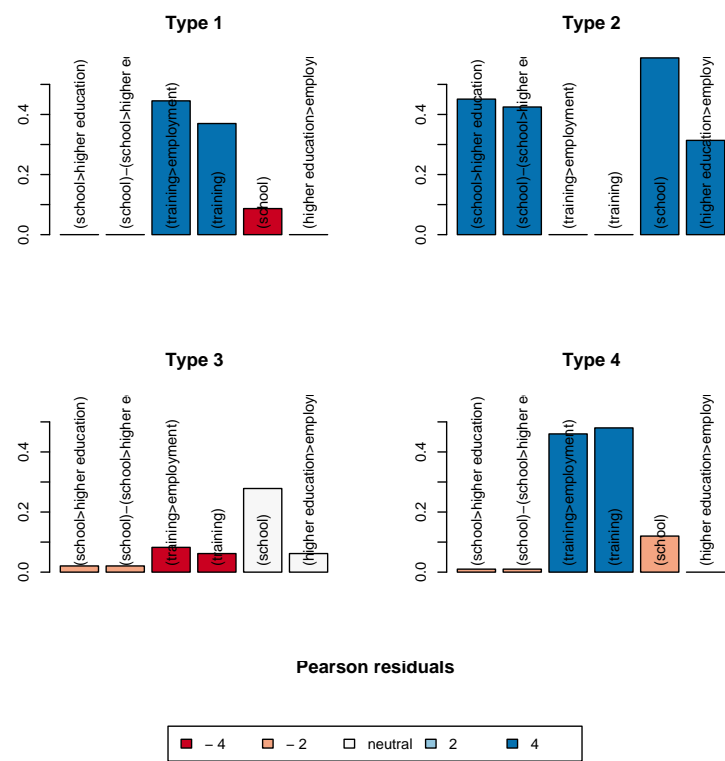 Type 1
0.0
0.2
0.4
(school>higher education)
(school)−(school>higher e
(training>employment)
(training)
(school)
(higher education>employ
Type 2
0.0
0.2
0.4
(school>higher education)
(school)−(school>higher e
(training>employment)
(training)
(school)
(higher education>employ
Type 3
0.0
0.2
0.4
(school>higher education)
(school)−(school>higher e
(training>employment)
(training)
(school)
(higher education>employ
Type 4
0.0
0.2
0.4
(school>higher education)
(school)−(school>higher e
(training>employment)
(training)
(school)
(higher education>employ
Pearson residuals
− 4
− 2
neutral
2
4